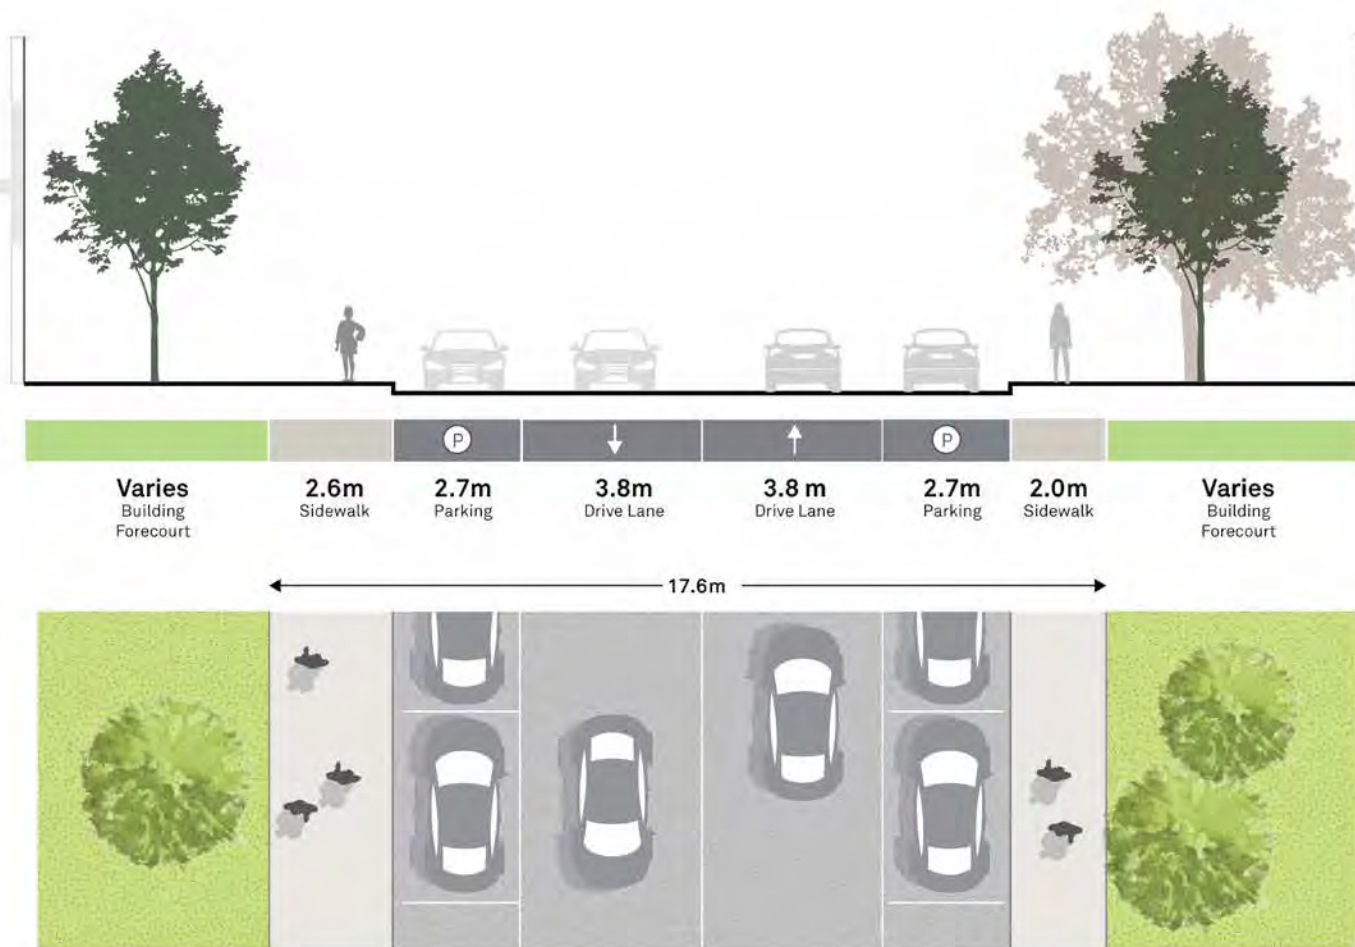 P
P
Varies
Building
Forecourt
2.6m
Sidewalk
2.7m
Parking
3.8m
Drive Lane
3.8 m
Drive Lane
2.7m
Parking
2.0m
Sidewalk
Varies
Building
Forecourt
17.6m